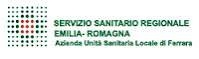 SERVIZIO SANITARIO REGIONALE
EMILIA- ROMAGNA
Azienda Unità Sanitaria Locale di Ferrara